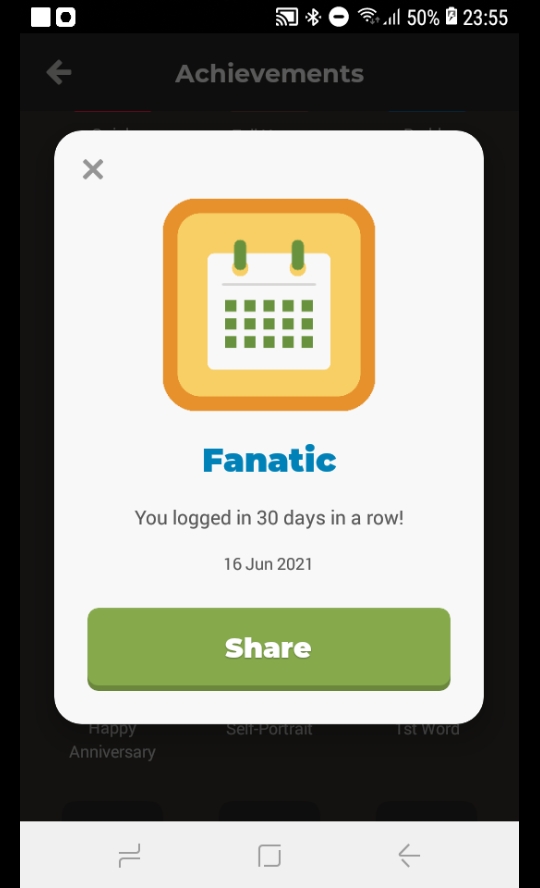 50% 23:55
Achievements
Fanatic
You logged in 30 days in a row!
16 Jun 2021
Share
Happy Self-Portrait 1st Word
Anniversary